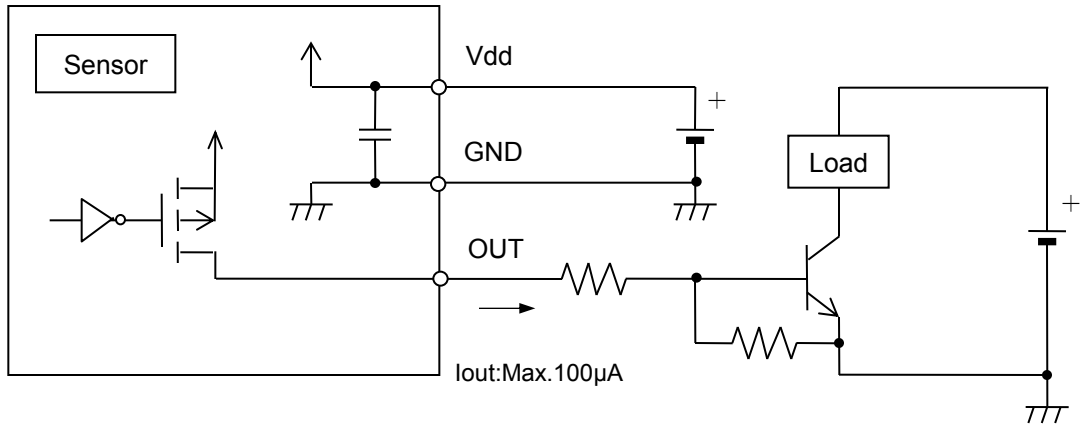 Sensor
Vdd
+
GND
Load
+
OUT
Iout:Max.100µA